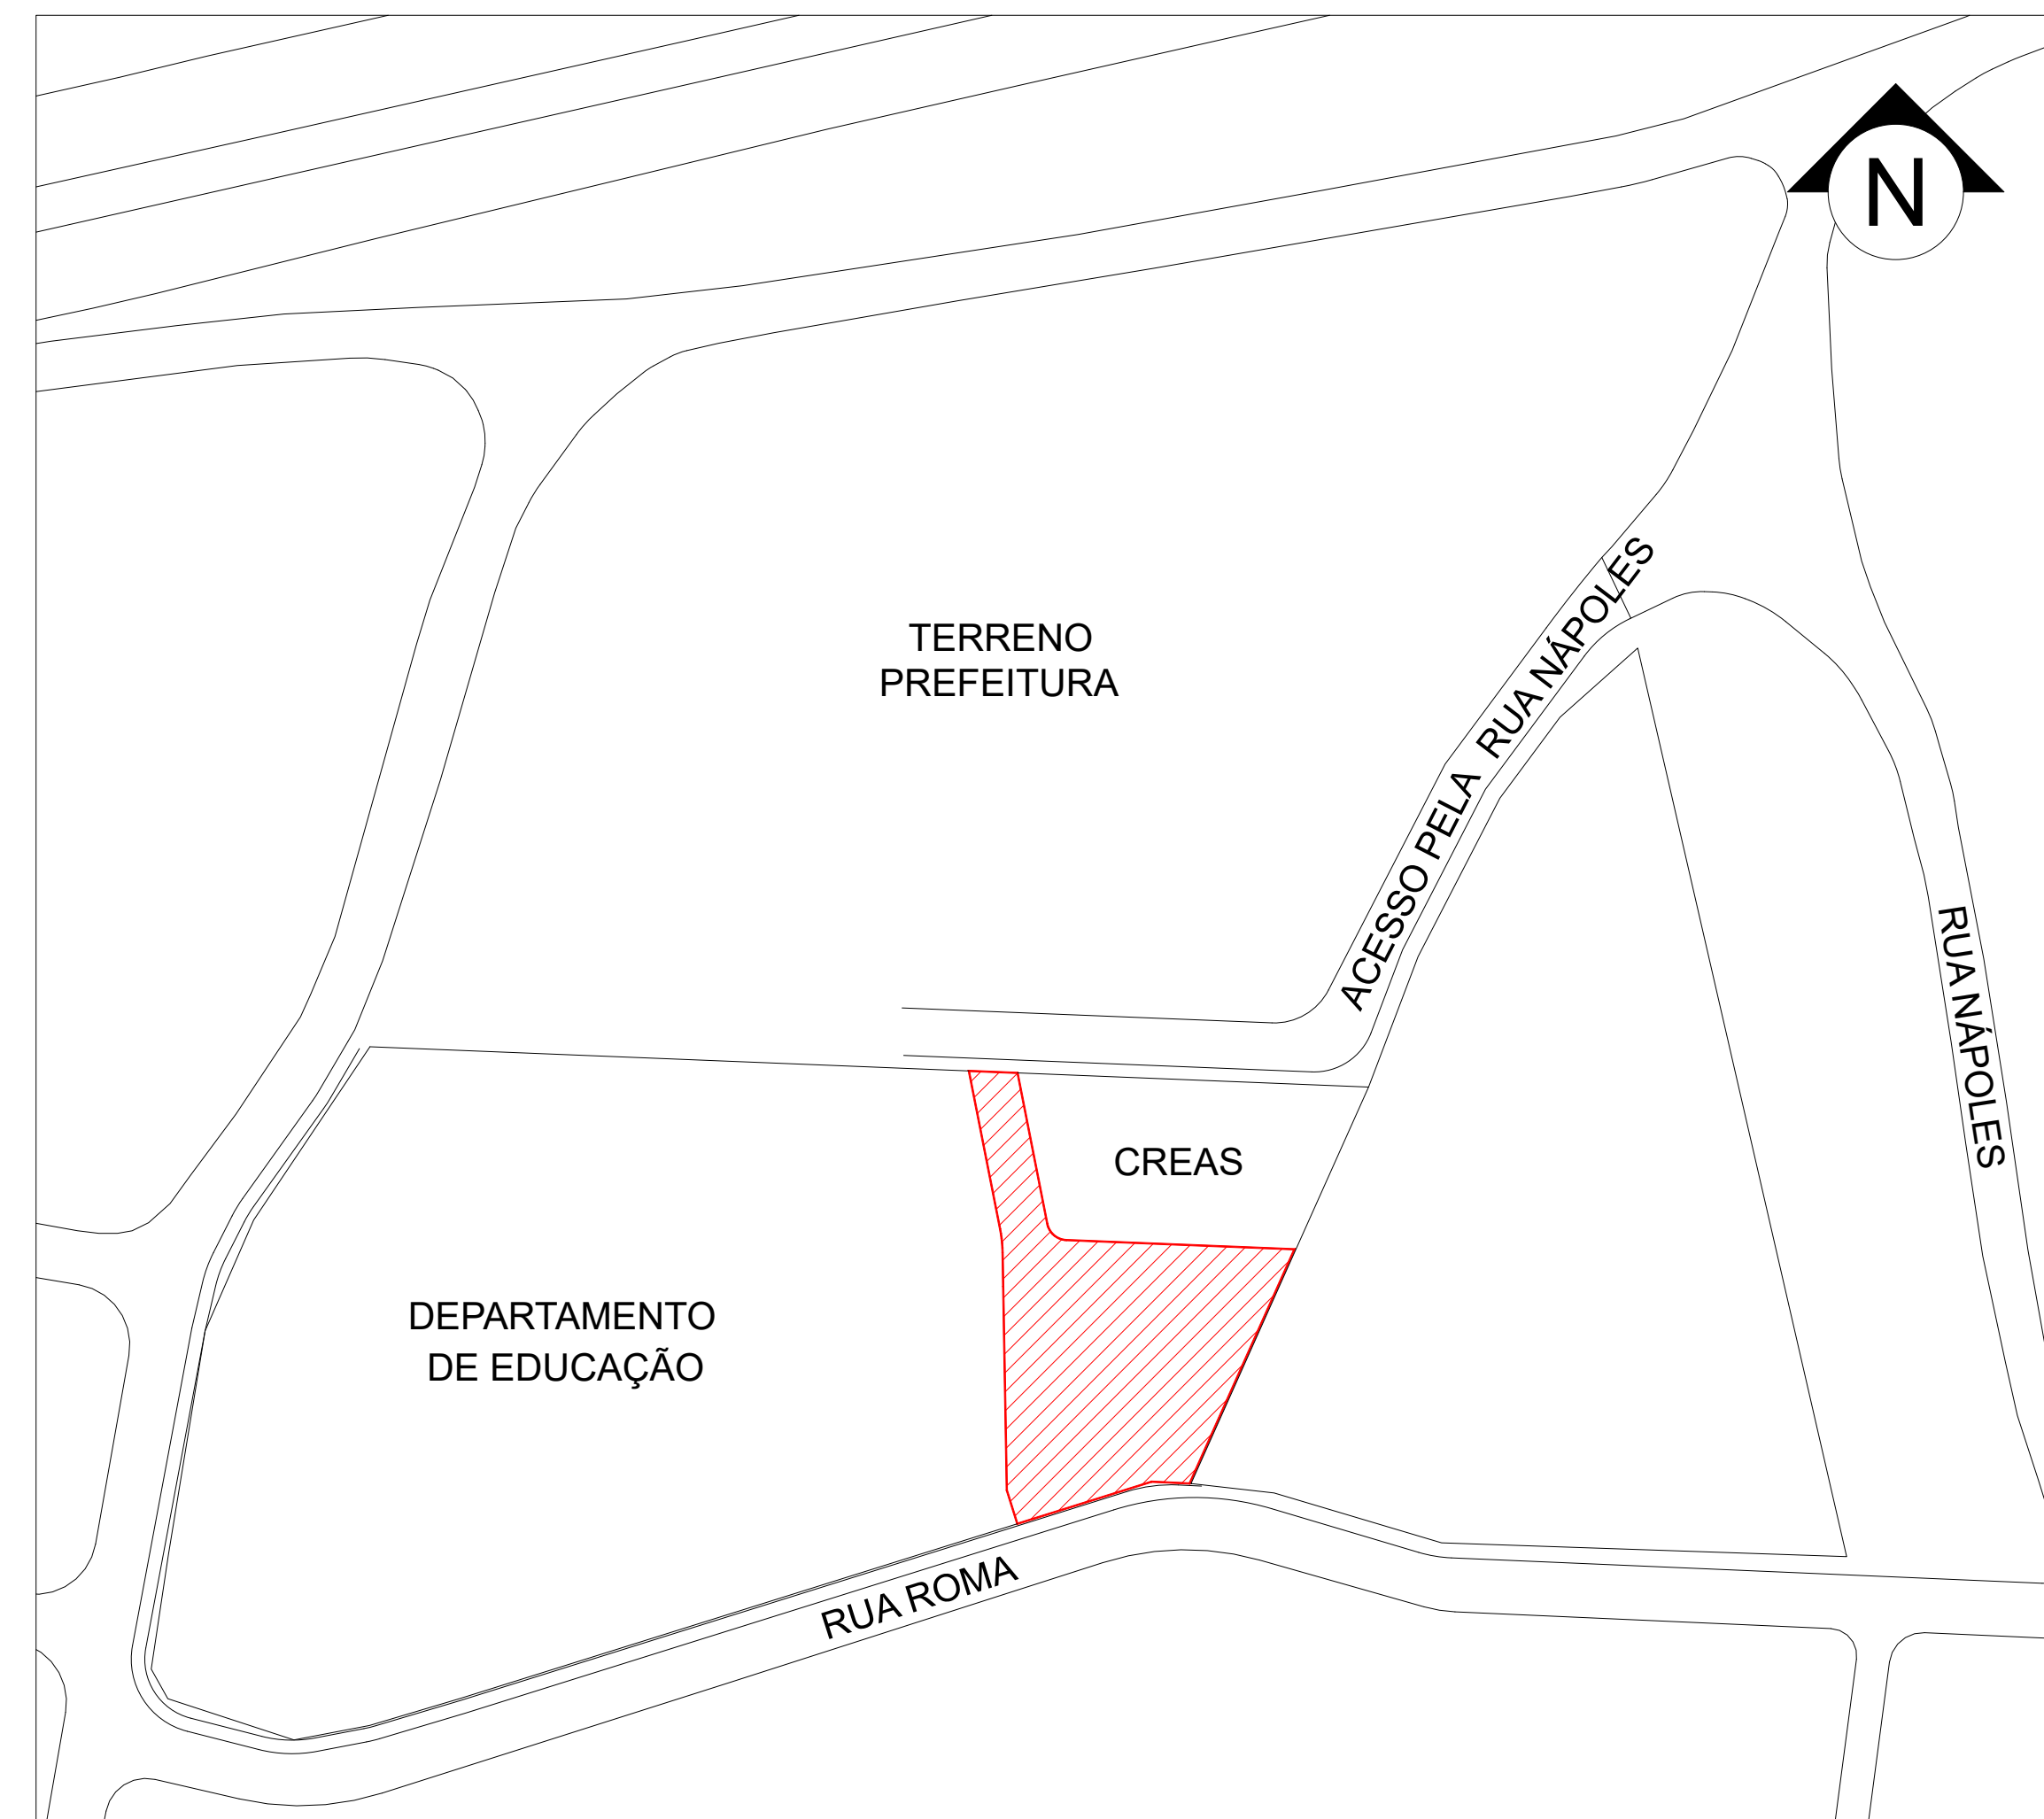 N
TERRENO
PREFEITURA
ACESSO PELA RUA NÁPOLES
RUA NÁPOLES
CREAS
DEPARTAMENTO
DE EDUCAÇÃO
RUA ROMA